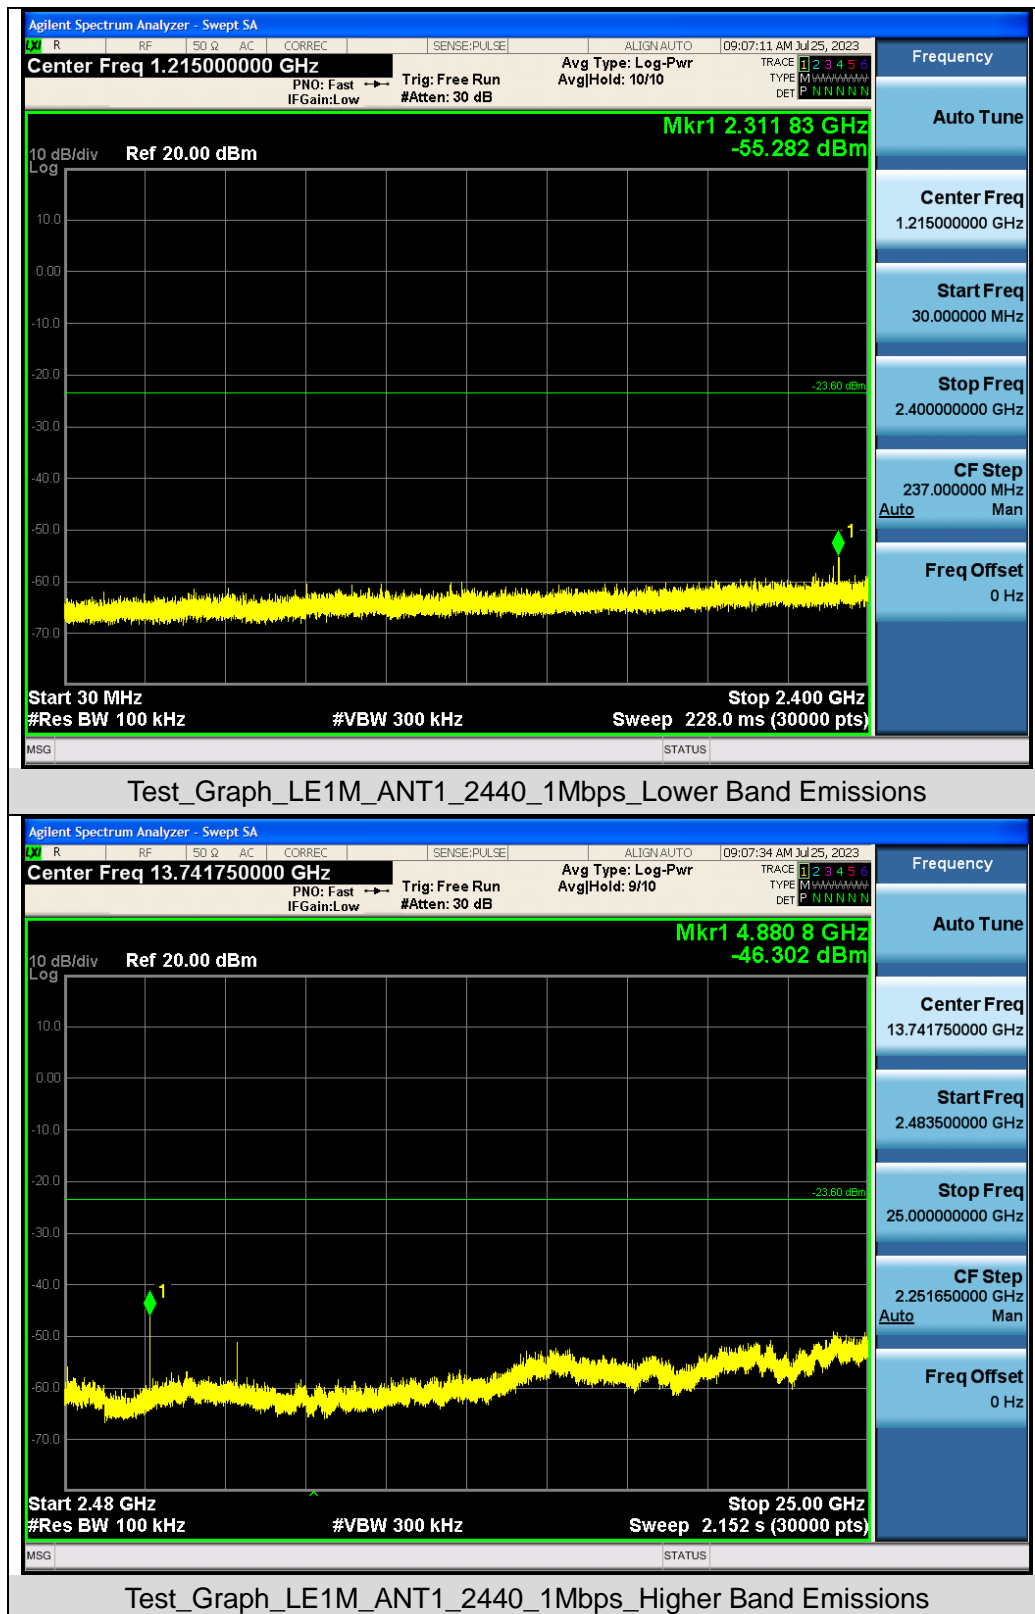 Agilent Spectrum Analyzer - Swept SA
LXI R RF 50 Ω AC CORREC SENSE:PULSE ALIGN AUTO 09:07:11 AM Jul 25, 2023
Center Freq 1.215000000 GHz
PNO: Fast
IFGain:Low
Trig: Free Run
#Atten: 30 dB
Avg Type: Log-Pwr
Avg|Hold: 10/10
TRACE 1 2 3 4 5 6
TYPE M W W W W W
DET P N N N N N
Mkr1 2.311 83 GHz
-55.282 dBm
10 dB/div Ref 20.00 dBm
Log
10.0
0.00
-10.0
-20.0
-23.60 dBm
-30.0
-40.0
-50.0
1
-60.0
-70.0
Start 30 MHz Stop 2.400 GHz
#Res BW 100 kHz #VBW 300 kHz Sweep 228.0 ms (30000 pts)
MSG STATUS
Frequency
Auto Tune
Center Freq
1.215000000 GHz
Start Freq
30.000000 MHz
Stop Freq
2.400000000 GHz
CF Step
237.000000 MHz
Auto Man
Freq Offset
0 Hz
Test_Graph_LE1M_ANT1_2440_1Mbps_Lower Band Emissions
Agilent Spectrum Analyzer - Swept SA
LXI R RF 50 Ω AC CORREC SENSE:PULSE ALIGN AUTO 09:07:34 AM Jul 25, 2023
Center Freq 13.741750000 GHz
PNO: Fast
IFGain:Low
Trig: Free Run
#Atten: 30 dB
Avg Type: Log-Pwr
Avg|Hold: 9/10
TRACE 1 2 3 4 5 6
TYPE M W W W W W
DET P N N N N N
Mkr1 4.880 8 GHz
-46.302 dBm
10 dB/div Ref 20.00 dBm
Log
10.0
0.00
-10.0
-20.0
-23.60 dBm
-30.0
-40.0
1
-50.0
-60.0
-70.0
Start 2.48 GHz Stop 25.00 GHz
#Res BW 100 kHz #VBW 300 kHz Sweep 2.152 s (30000 pts)
MSG STATUS
Frequency
Auto Tune
Center Freq
13.741750000 GHz
Start Freq
2.483500000 GHz
Stop Freq
25.000000000 GHz
CF Step
2.251650000 GHz
Auto Man
Freq Offset
0 Hz
Test_Graph_LE1M_ANT1_2440_1Mbps_Higher Band Emissions